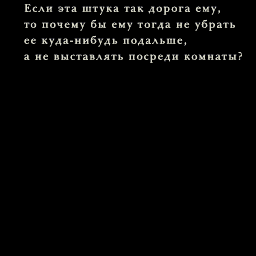 Если эта штука так дорога ему,
то почему бы ему тогда не убрать
ее куда-нибудь подальше,
а не выставлять посреди комнаты?